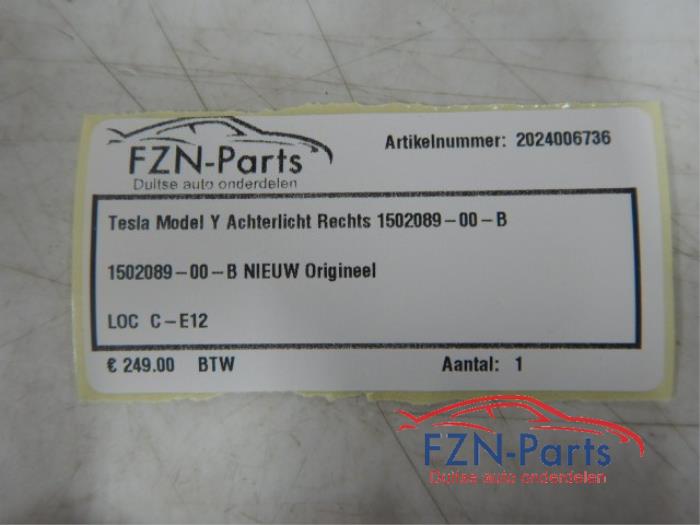 FZN-Parts
Duitse auto onderdelen
Artikelnummer: 2024006736
Tesla Model Y Achterlicht Rechts 1502089-00-B
1502089-00-B NIEUW Origineel
LOC C-E12
€ 249.00 BTW
Aantal: 1
FZN-Parts
Duitse auto onderdelen